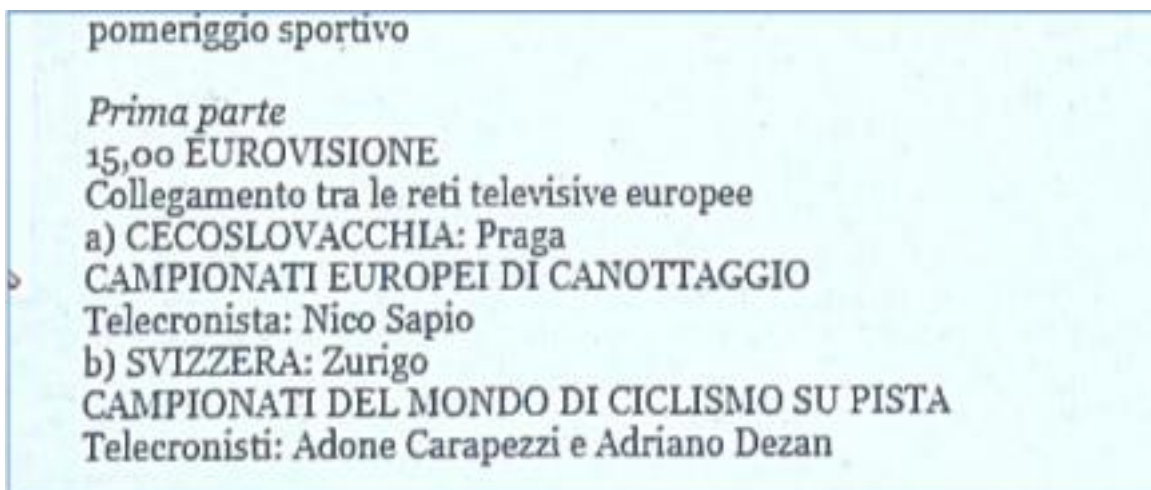 pomeriggio sportivo
Prima parte
15,00 EUROVISIONE
Collegamento tra le reti televisive europee
a) CECOSLOVACCHIA: Praga
CAMPIONATI EUROPEI DI CANOTTAGGIO
Telecronista: Nico Sapio
b) SVIZZERA: Zurigo
CAMPIONATI DEL MONDO DI CICLISMO SU PISTA
Telecronisti: Adone Carapezzi e Adriano Dezan